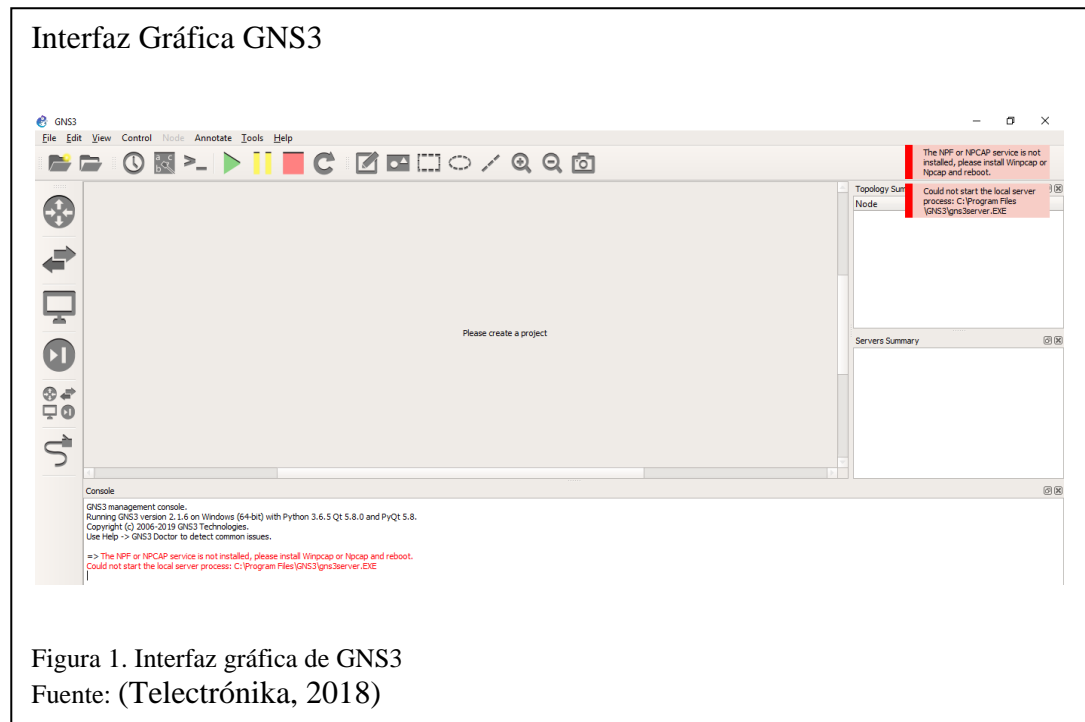 Interfaz Gráfica GNS3
GNS3
File Edit View Control Node Annotate Tools Help
The NPF or NPCAP service is not
installed, please install Winpcap or
Npcap and reboot.
Could not start the local server
process: C:\Program Files
\GNS3\gns3server.EXE
Topology Sum
Node
Please create a project
Servers Summary
Console
GNS3 management console.
Running GNS3 version 2.1.6 on Windows (64-bit) with Python 3.6.5 Qt 5.8.0 and PyQt 5.8.
Copyright (c) 2006-2019 GNS3 Technologies.
Use Help -> GNS3 Doctor to detect common issues.
=> The NPF or NPCAP service is not installed, please install Winpcap or Npcap and reboot.
Could not start the local server process: C:\Program Files\GNS3\gns3server.EXE
Figura 1. Interfaz gráfica de GNS3
Fuente: (Telectrónika, 2018)